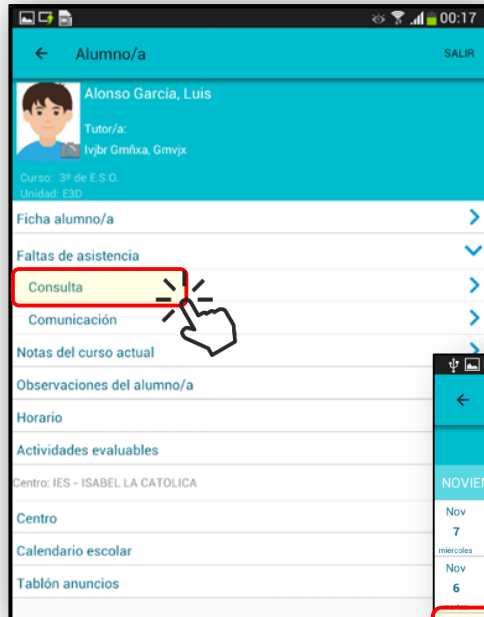 00:17
Alumno/a
SALIR
Alonso García, Luis
Tutor/a:
Ivjbr Gmñxa, Gmvjx
Curso: 3º de E.S.O.
Unidad: E3D
Ficha alumno/a
Faltas de asistencia
Consulta
Comunicación
Notas del curso actual
Observaciones del alumno/a
Horario
Actividades evaluables
Centro: IES - ISABEL LA CATOLICA
Centro
Calendario escolar
Tablón anuncios
NOVIEM
Nov
7
miércoles
Nov
6